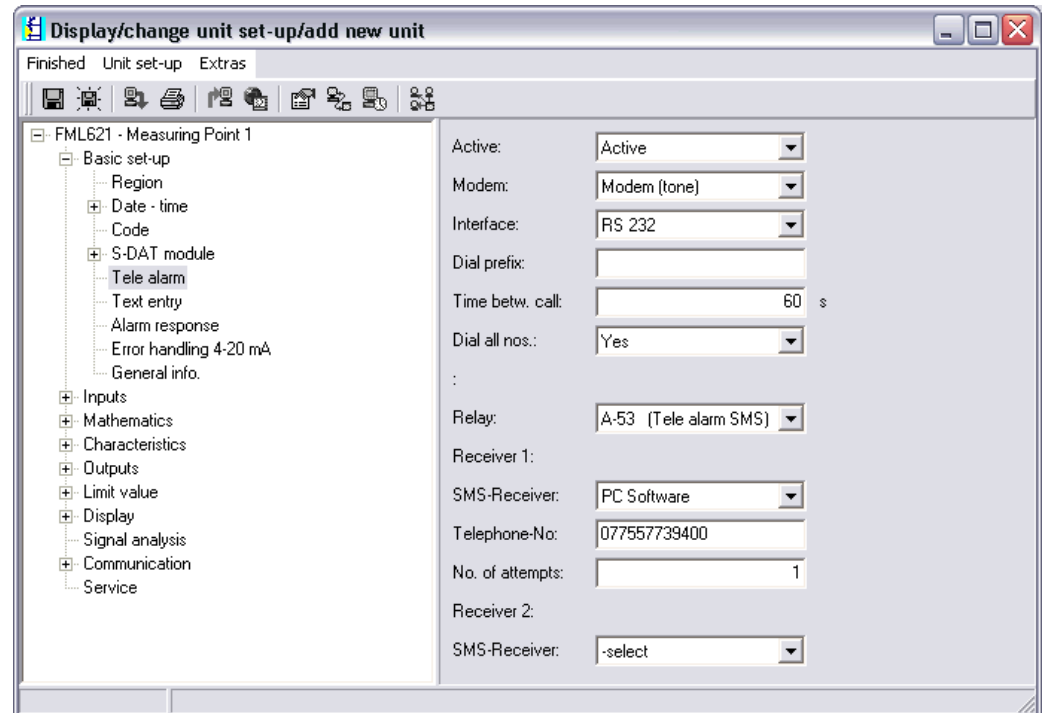 Display/change unit set-up/add new unit
Finished Unit set-up Extras
FML621 - Measuring Point 1
Basic set-up
Region
Date - time
Code
S-DAT module
Tele alarm
Text entry
Alarm response
Error handling 4-20 mA
General info.
Inputs
Mathematics
Characteristics
Outputs
Limit value
Display
Signal analysis
Communication
Service
Active: Active
Modem: Modem (tone)
Interface: RS 232
Dial prefix:
Time betw. call: 60 s
Dial all nos.: Yes
:
Relay: A-53 (Tele alarm SMS)
Receiver 1:
SMS-Receiver: PC Software
Telephone-No: 077557739400
No. of attempts: 1
Receiver 2:
SMS-Receiver: -select